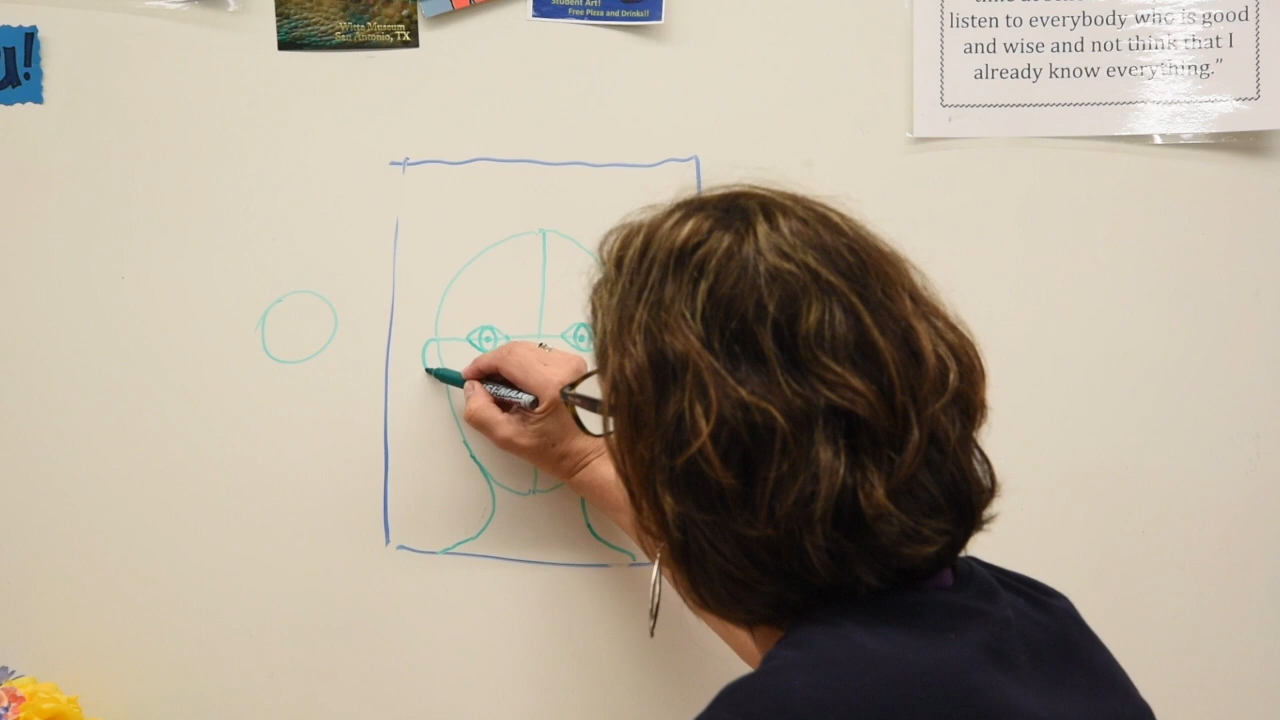 u!
Witte Museum
San Antonio, TX
Student Art!
Free Pizza and Drinks!!
listen to everybody who is good
and wise and not think that I
already know everything.”